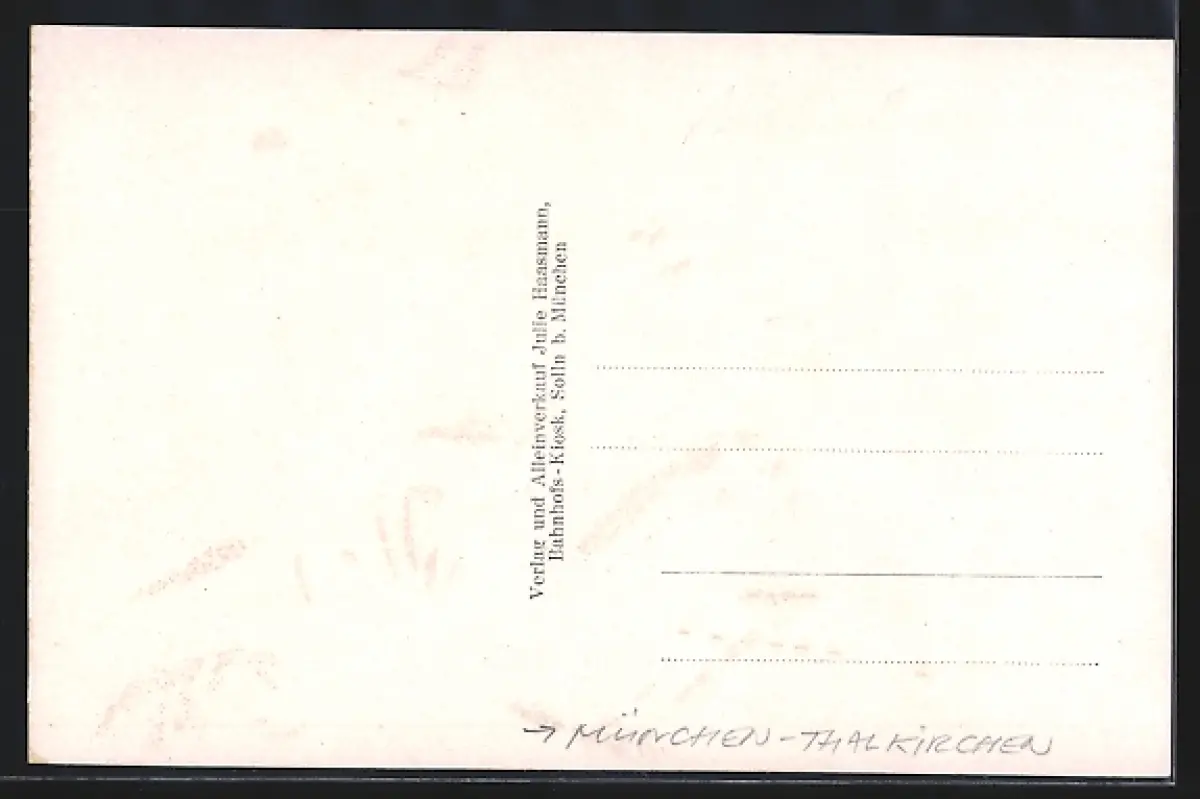 Verlag und Alleinverkauf Julie Haasmann,
Bahnhofs-Kiosk, Solln b. München
→ MÜNCHEN - THALKIRCHEN